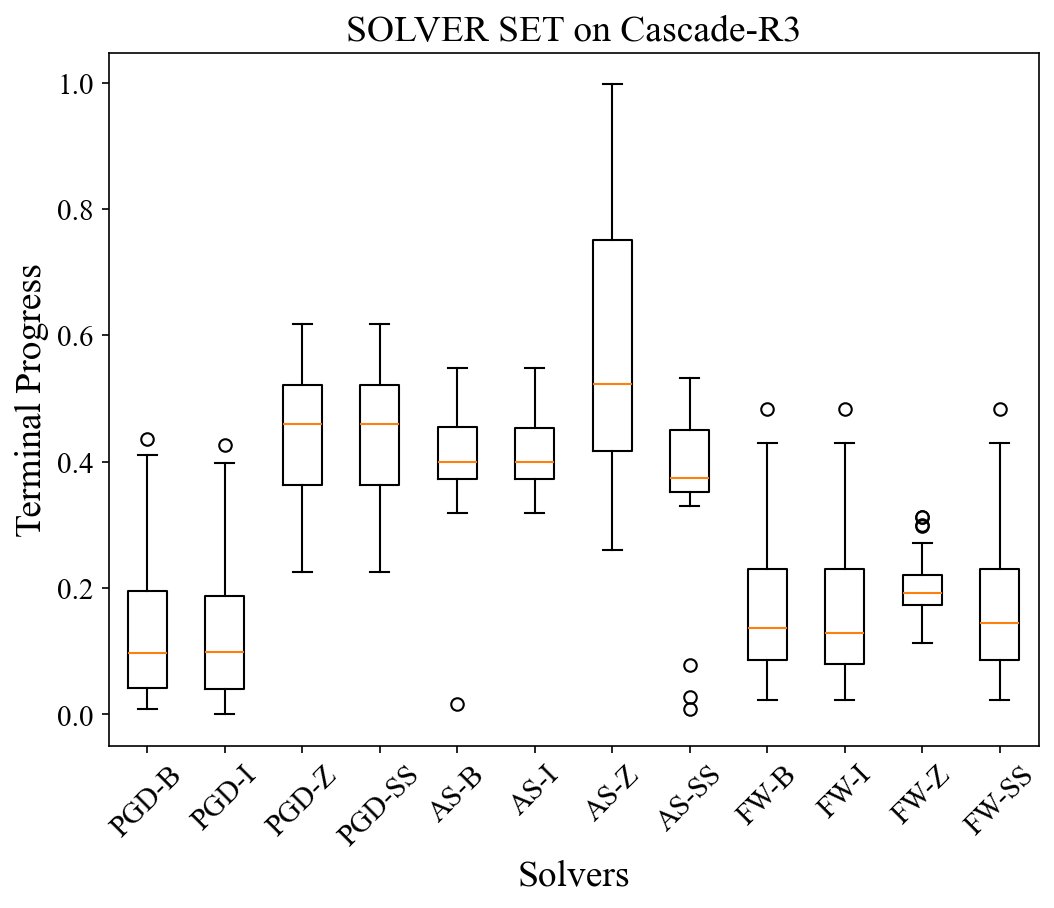 SOLVER SET on Cascade-R3
Terminal Progress
1.0
0.8
0.6
0.4
0.2
0.0
PGD-B
PGD-I
PGD-Z
PGD-SS
AS-B
AS-I
AS-Z
AS-SS
FW-B
FW-I
FW-Z
FW-SS
Solvers